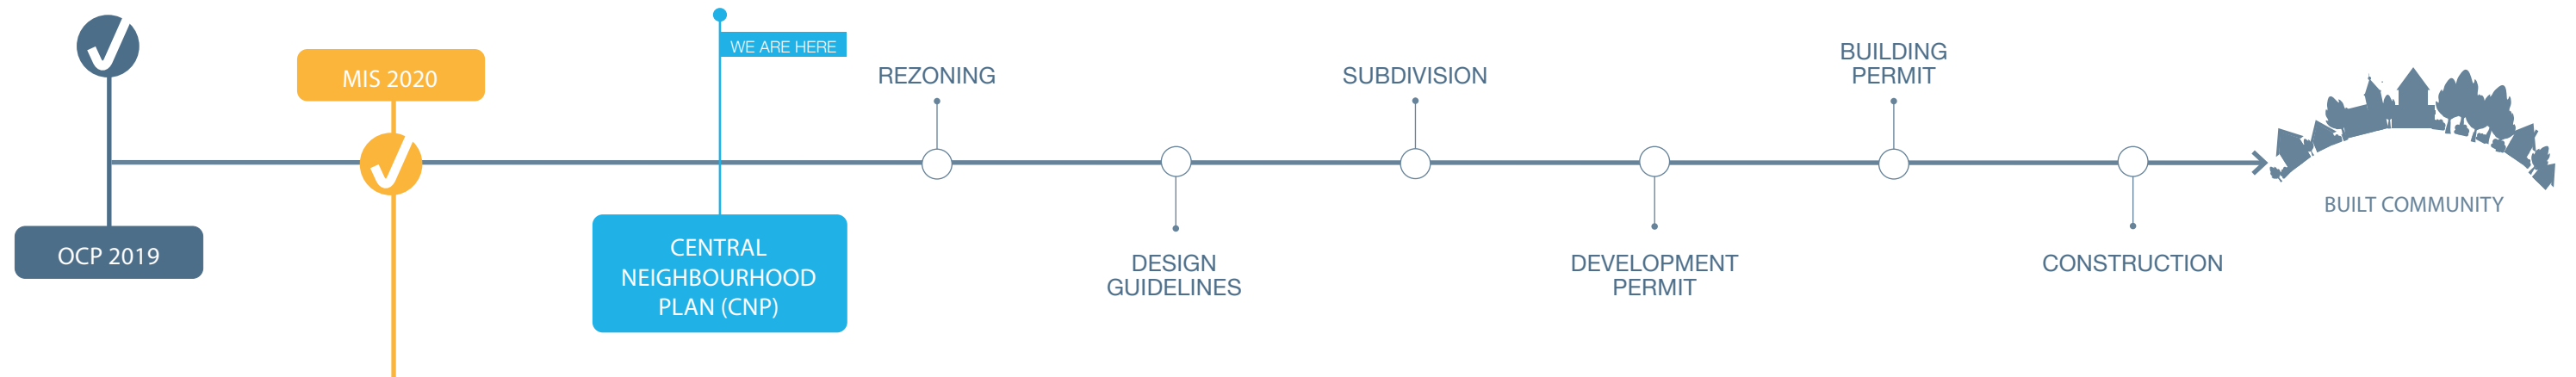 OCP 2019
MIS 2020
WE ARE HERE
CENTRAL
NEIGHBOURHOOD
PLAN (CNP)
REZONING
DESIGN
GUIDELINES
SUBDIVISION
DEVELOPMENT
PERMIT
BUILDING
PERMIT
CONSTRUCTION
BUILT COMMUNITY